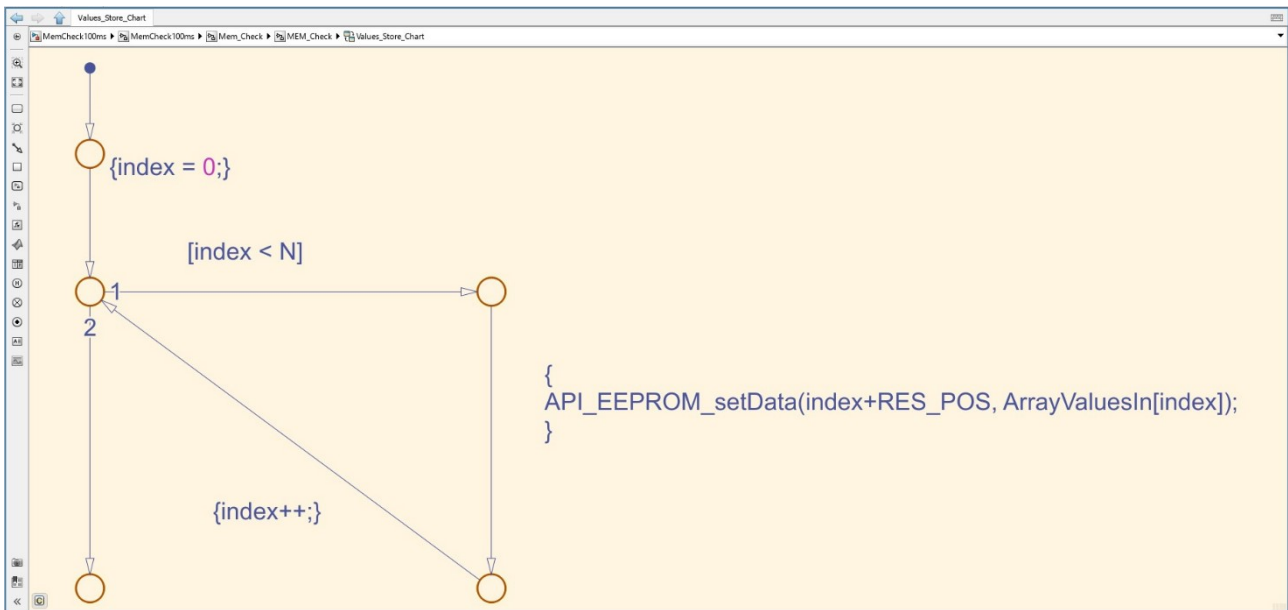 Values_Store_Chart
MemCheck100ms ▶ MemCheck100ms ▶ Mem_Check ▶ MEM_Check ▶ Values_Store_Chart
{index = 0;}
[index < N]
1
2
{
API_EEPROM_setData(index+RES_POS, ArrayValuesIn[index]);
}
{index++;}